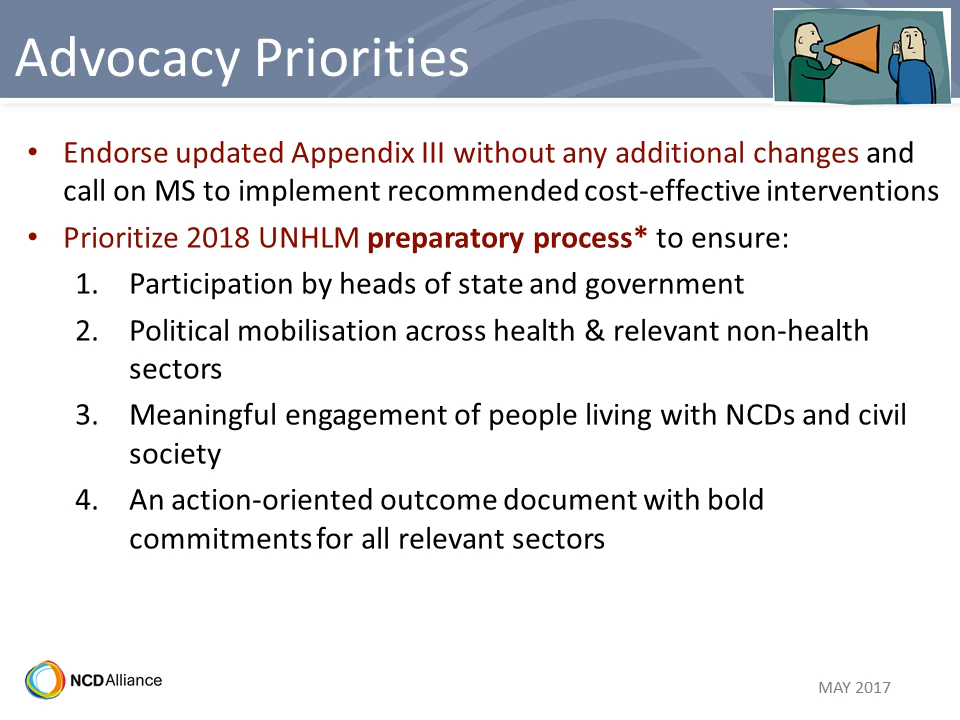 Advocacy Priorities
• Endorse updated Appendix III without any additional changes and
call on MS to implement recommended cost-effective interventions
• Prioritize 2018 UNHLM preparatory process* to ensure:
1. Participation by heads of state and government
2. Political mobilisation across health & relevant non-health
sectors
3. Meaningful engagement of people living with NCDs and civil
society
4. An action-oriented outcome document with bold
commitments for all relevant sectors
NCD Alliance
MAY 2017